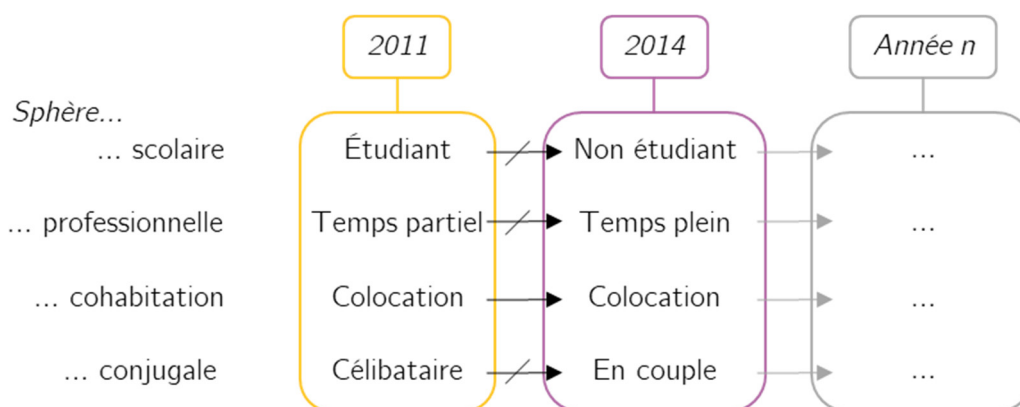 2011 2014 Année n
Sphère...
... scolaire Étudiant Non étudiant ...
... professionnelle Temps partiel Temps plein ...
... cohabitation Colocation Colocation ...
... conjugale Célibataire En couple ...